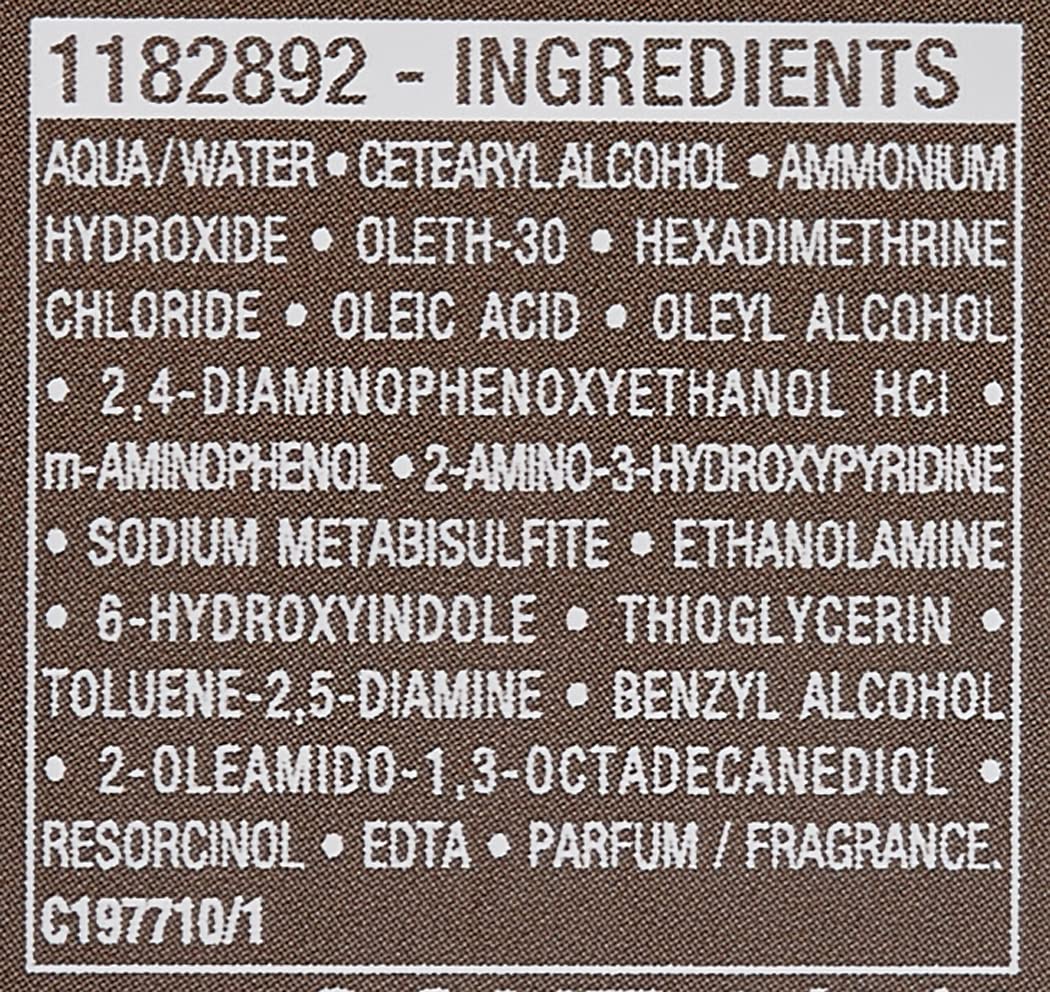 1182892 - INGREDIENTS
AQUA / WATER • CETEARYL ALCOHOL • AMMONIUM
HYDROXIDE • OLETH-30 • HEXADIMETHRINE
CHLORIDE • OLEIC ACID • OLEYL ALCOHOL
• 2,4-DIAMINOPHENOXYETHANOL HCl •
m-AMINOPHENOL • 2-AMINO-3-HYDROXYPYRIDINE
• SODIUM METABISULFITE • ETHANOLAMINE
• 6-HYDROXYINDOLE • THIOGLYCERIN •
TOLUENE-2,5-DIAMINE • BENZYL ALCOHOL
• 2-OLEAMIDO-1,3-OCTADECANEDIOL •
RESORCINOL • EDTA • PARFUM / FRAGRANCE.
C197710/1